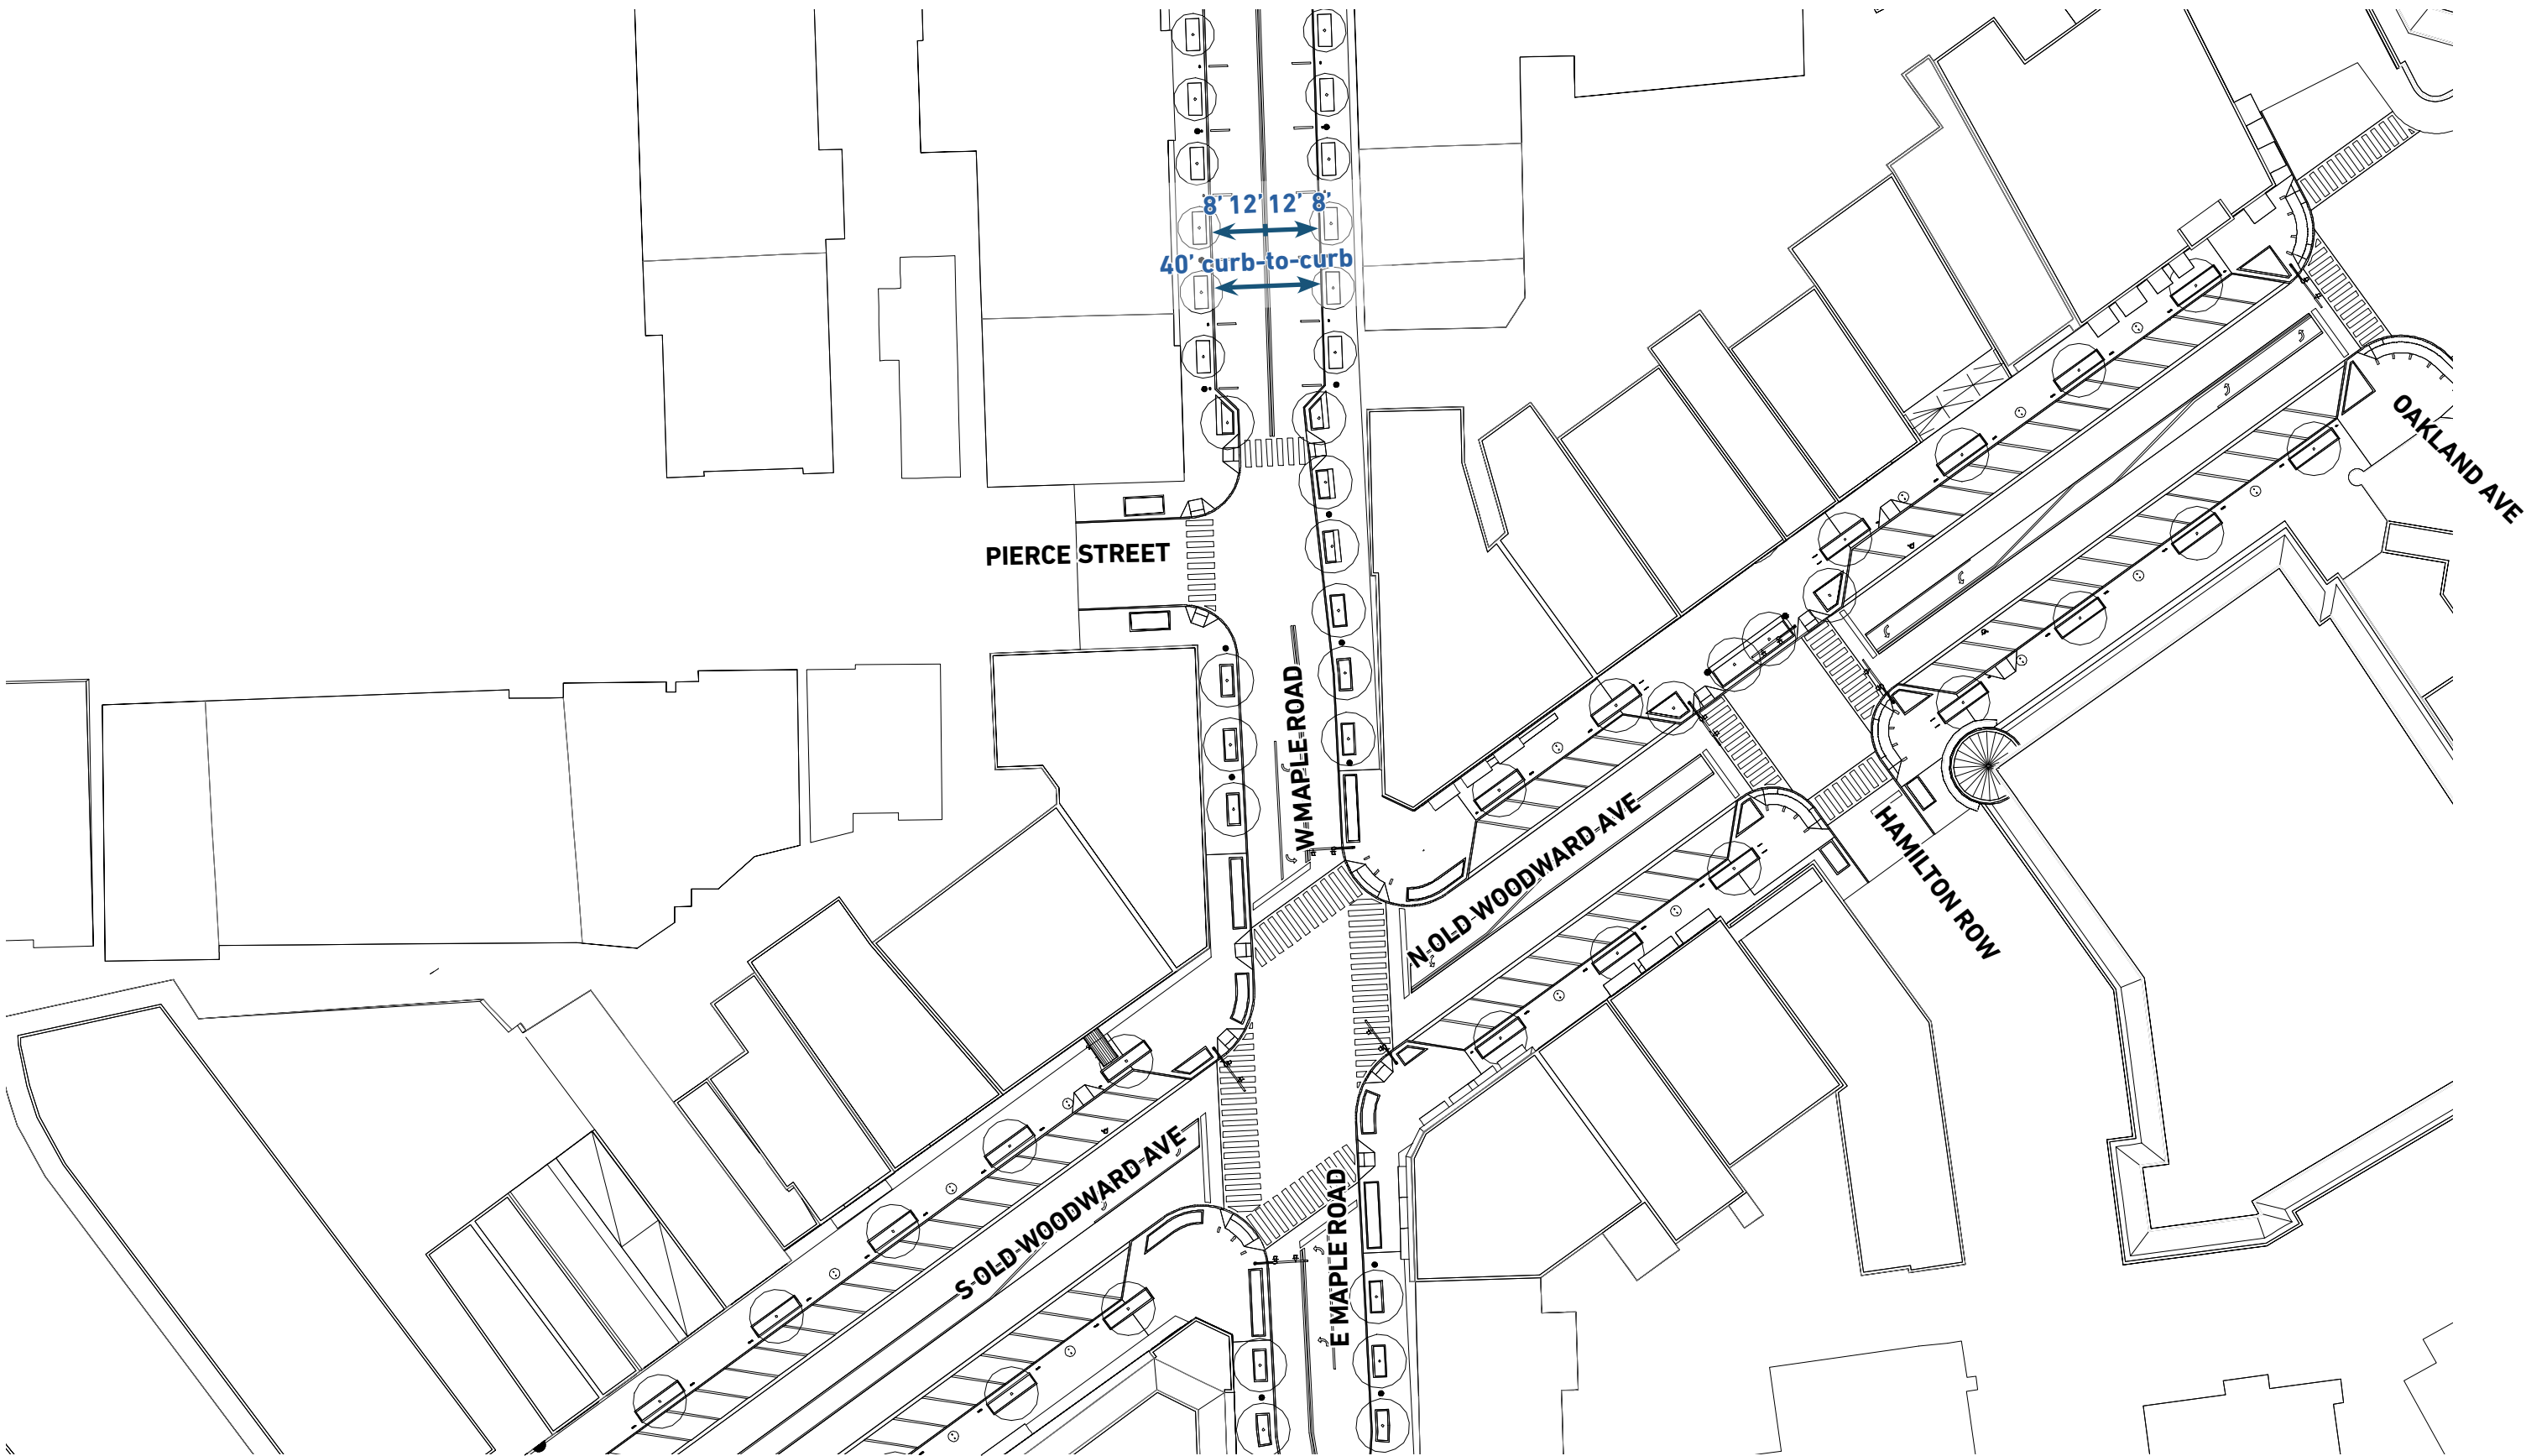 8' 12' 12' 8'
40' curb-to-curb
OAKLAND AVE
PIERCE STREET
W MAPLE ROAD
N OLD WOODWARD AVE
HAMILTON ROW
S OLD WOODWARD AVE
E MAPLE ROAD